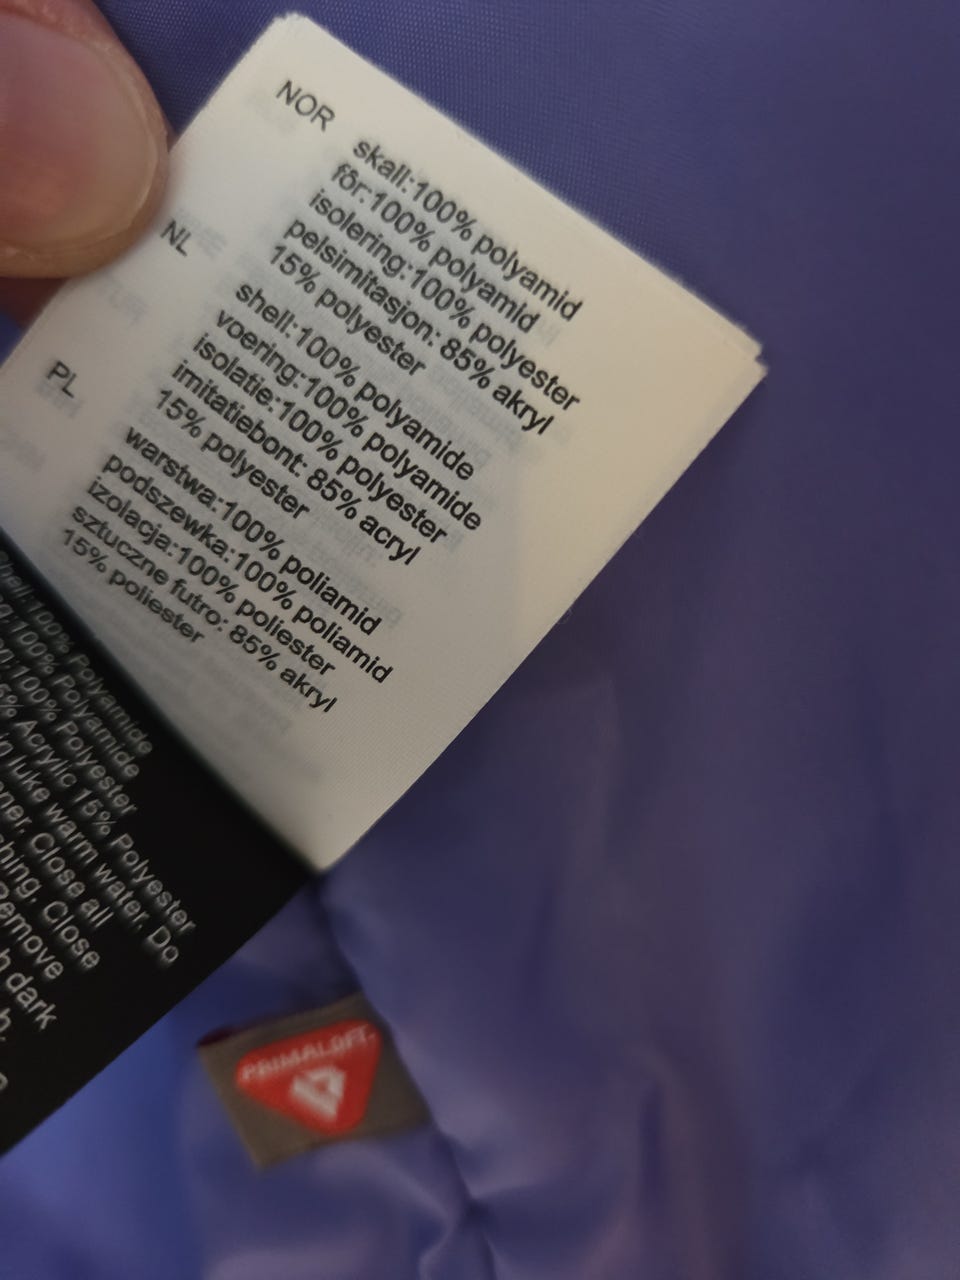 NOR
skall:100% polyamid
fôr:100% polyamid
isolering:100% polyester
pelsimitasjon: 85% akryl
15% polyester
NL
shell:100% polyamide
voering:100% polyamide
isolatie:100% polyester
imitatiebont: 85% acryl
15% polyester
PL
warstwa:100% poliamid
podszewka:100% poliamid
izolacja:100% poliester
sztuczne futro: 85% akryl
15% poliester
Shell:100% Polyamide
100% Polyamide
100% Polyester
Acrylic 15% Polyester
luke warm water. Do
Close all
Close
Remove
dark
PRIMALOFT